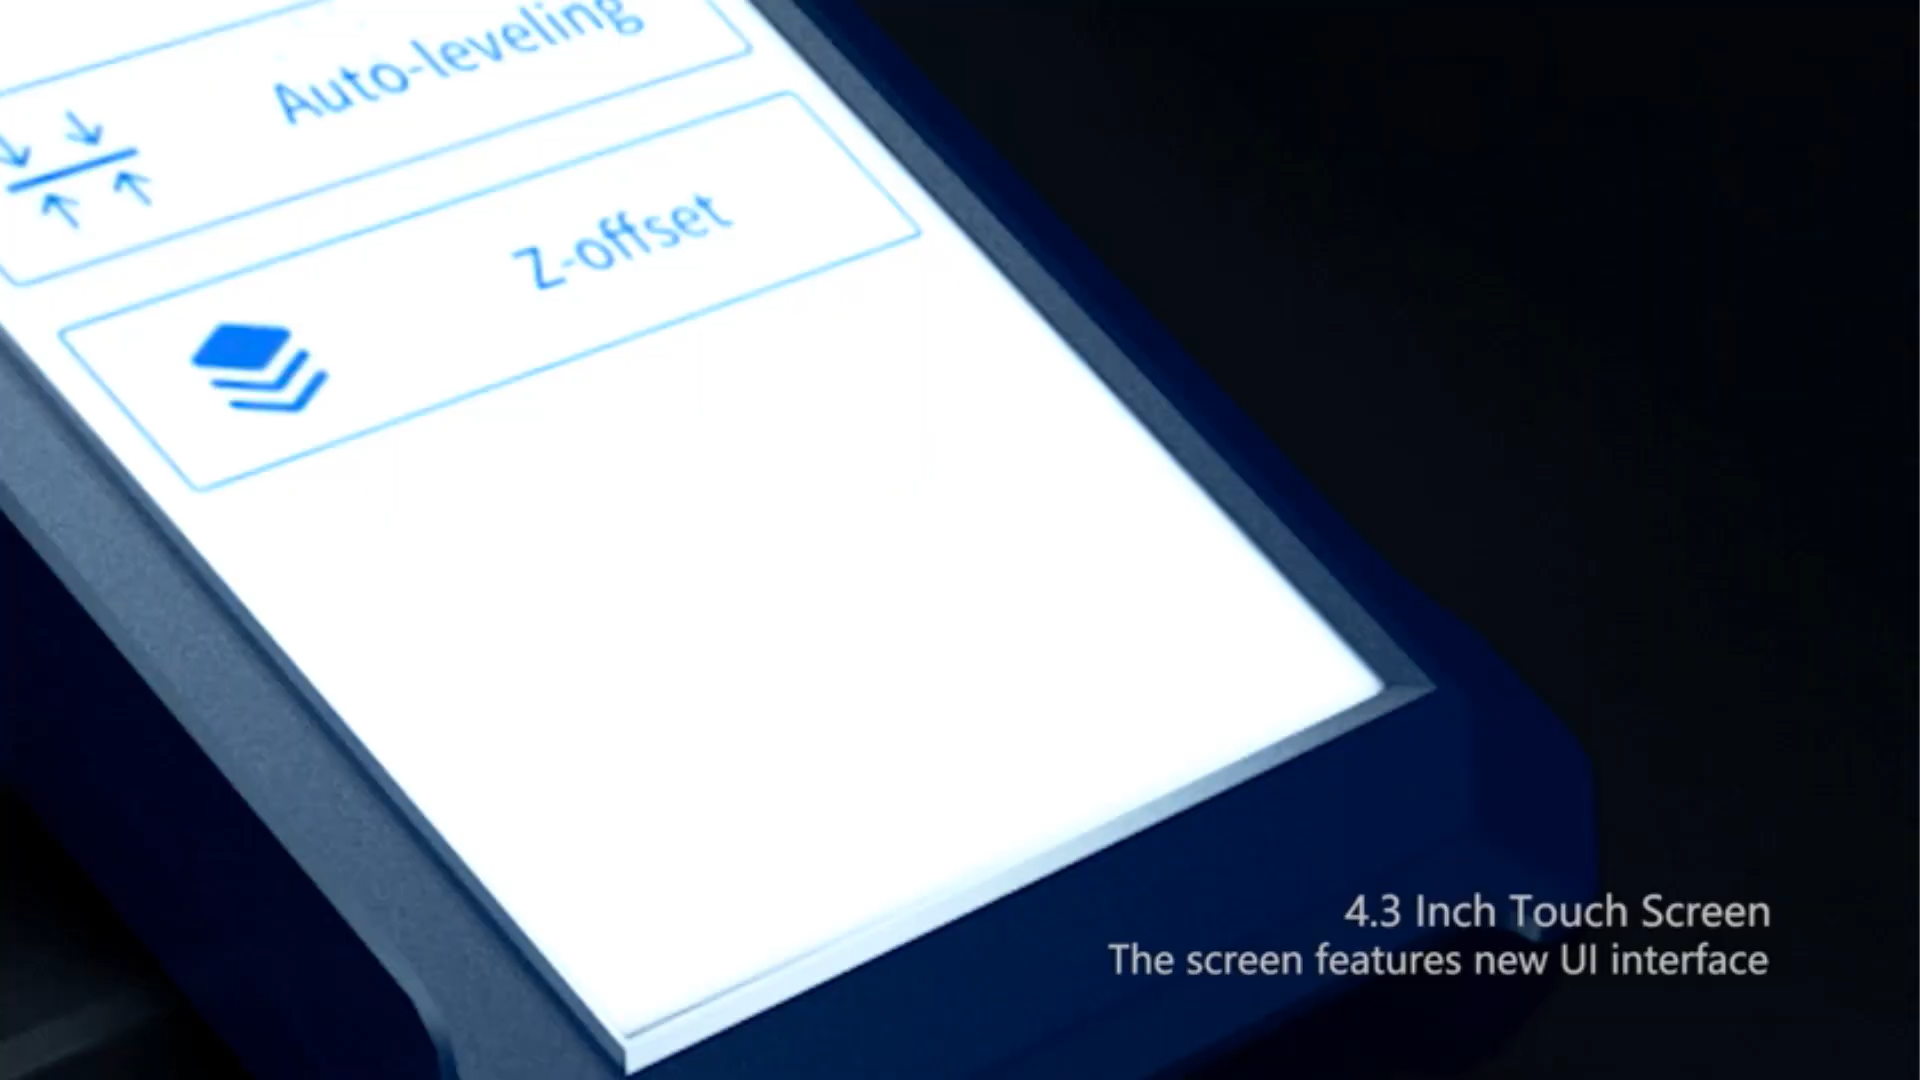 Auto-leveling
Z-offset
4.3 Inch Touch Screen
The screen features new UI interface